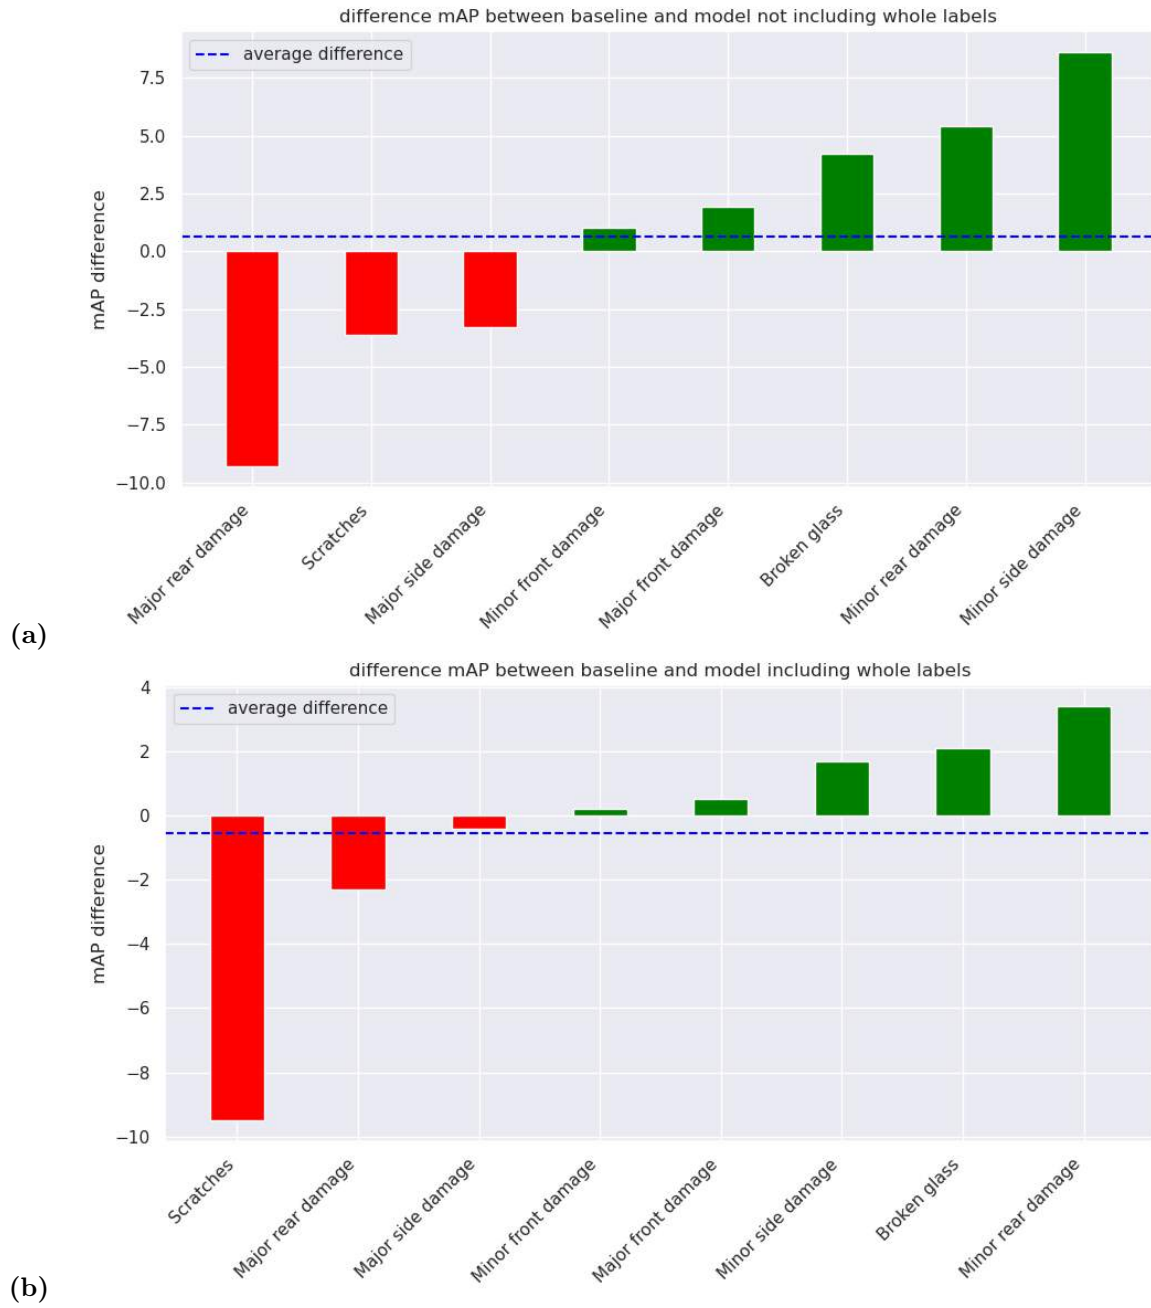 difference mAP between baseline and model not including whole labels
average difference
7.5
5.0
2.5
0.0
−2.5
−5.0
−7.5
−10.0
mAP difference
Major rear damage
Scratches
Major side damage
Minor front damage
Major front damage
Broken glass
Minor rear damage
Minor side damage
(a)
difference mAP between baseline and model including whole labels
average difference
4
2
0
−2
−4
−6
−8
−10
mAP difference
Scratches
Major rear damage
Major side damage
Minor front damage
Major front damage
Minor side damage
Broken glass
Minor rear damage
(b)